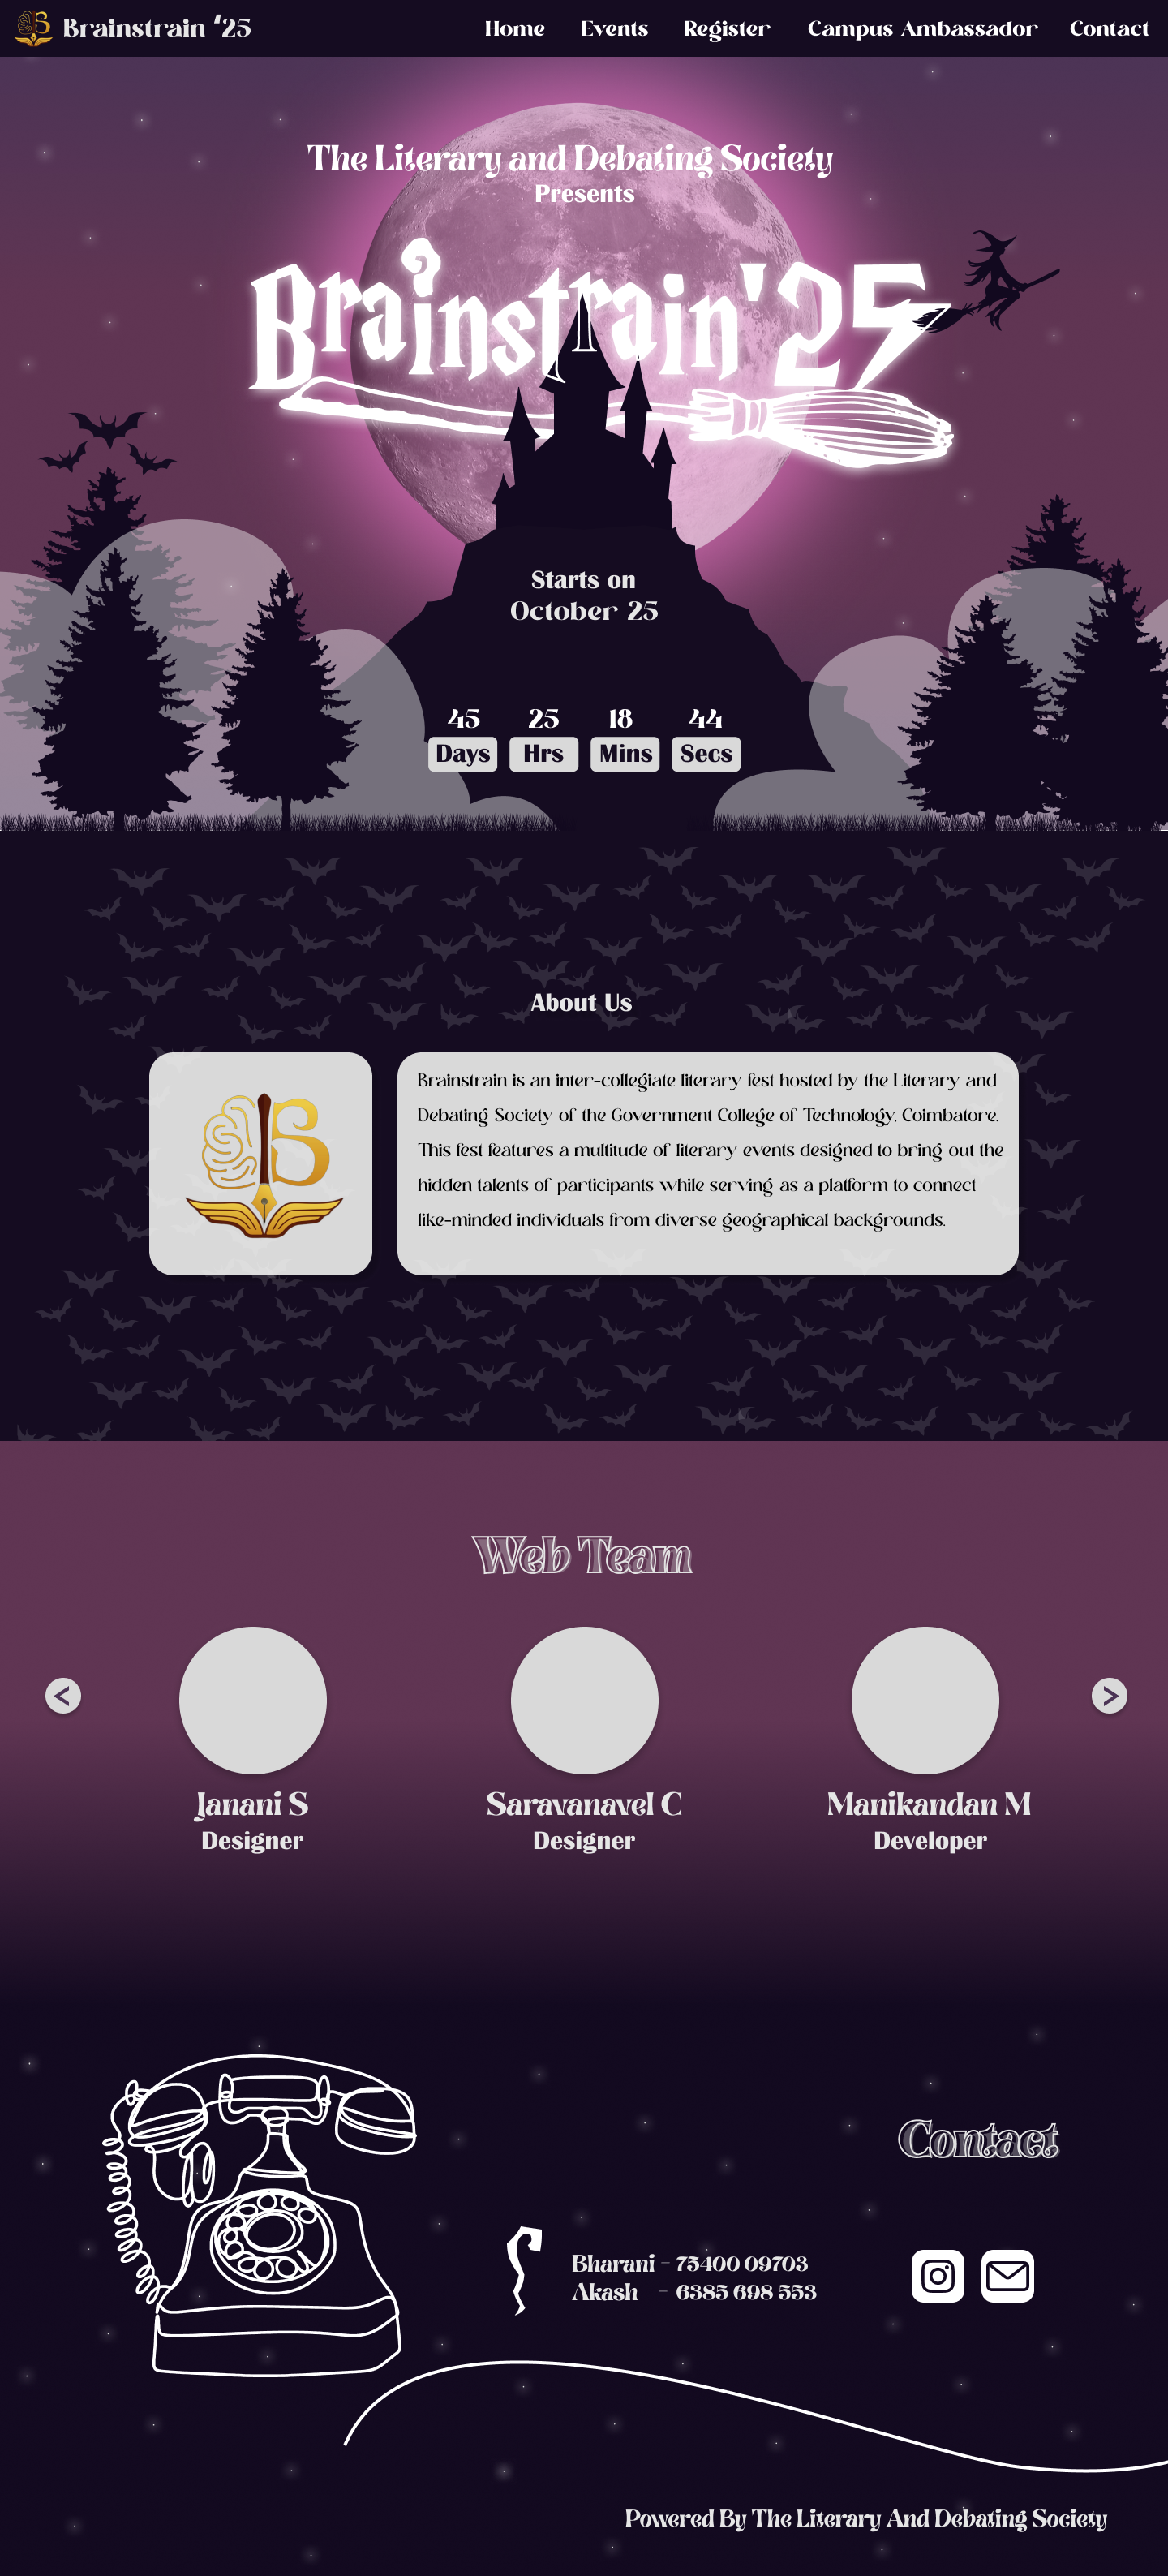 Brainstrain '25
Home Events Register Campus Ambassador Contact
The Literary and Debating Society
Presents
Brainstrain'25
Starts on
October 25
45 25 18 44
Days Hrs Mins Secs
About Us
B
Brainstrain is an inter-collegiate literary fest hosted by the Literary and
Debating Society of the Government College of Technology, Coimbatore.
This fest features a multitude of literary events designed to bring out the
hidden talents of participants while serving as a platform to connect
like-minded individuals from diverse geographical backgrounds.
Web Team
< >
Janani S Saravanavel C Manikandan M
Designer Designer Developer
Contact
Bharani - 75400 09703
Akash - 6385 698 553
Powered By The Literary And Debating Society